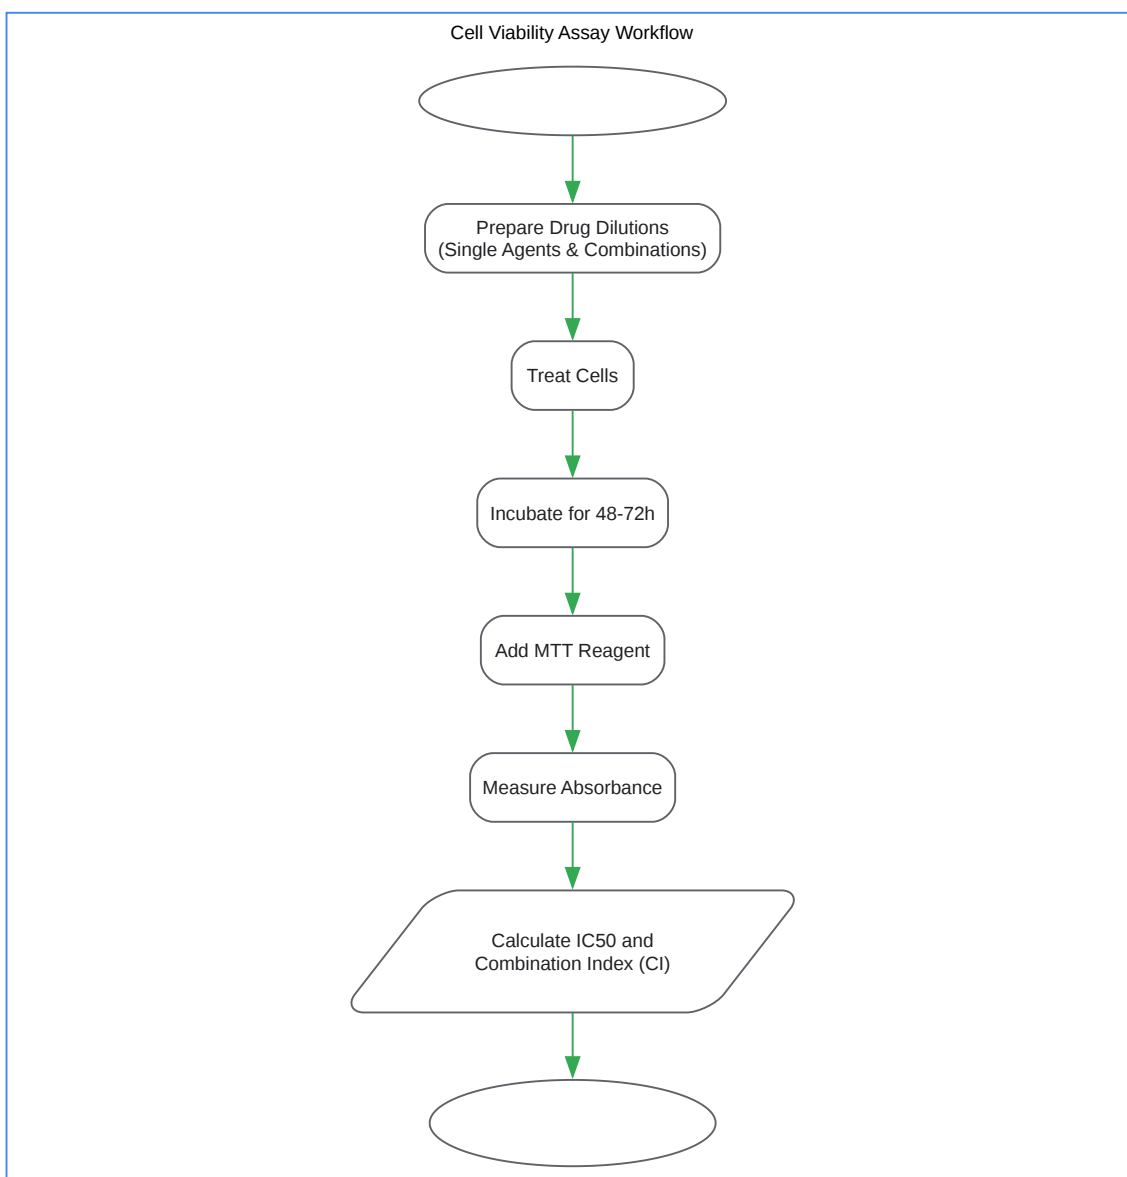 Cell Viability Assay Workflow
Prepare Drug Dilutions
(Single Agents & Combinations)
Treat Cells
Incubate for 48-72h
Add MTT Reagent
Measure Absorbance
Calculate IC50 and
Combination Index (CI)